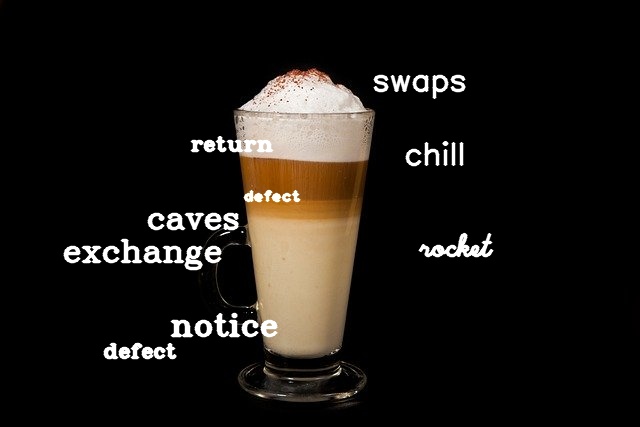 swaps
return
chill
defect
caves
exchange
rocket
notice
defect